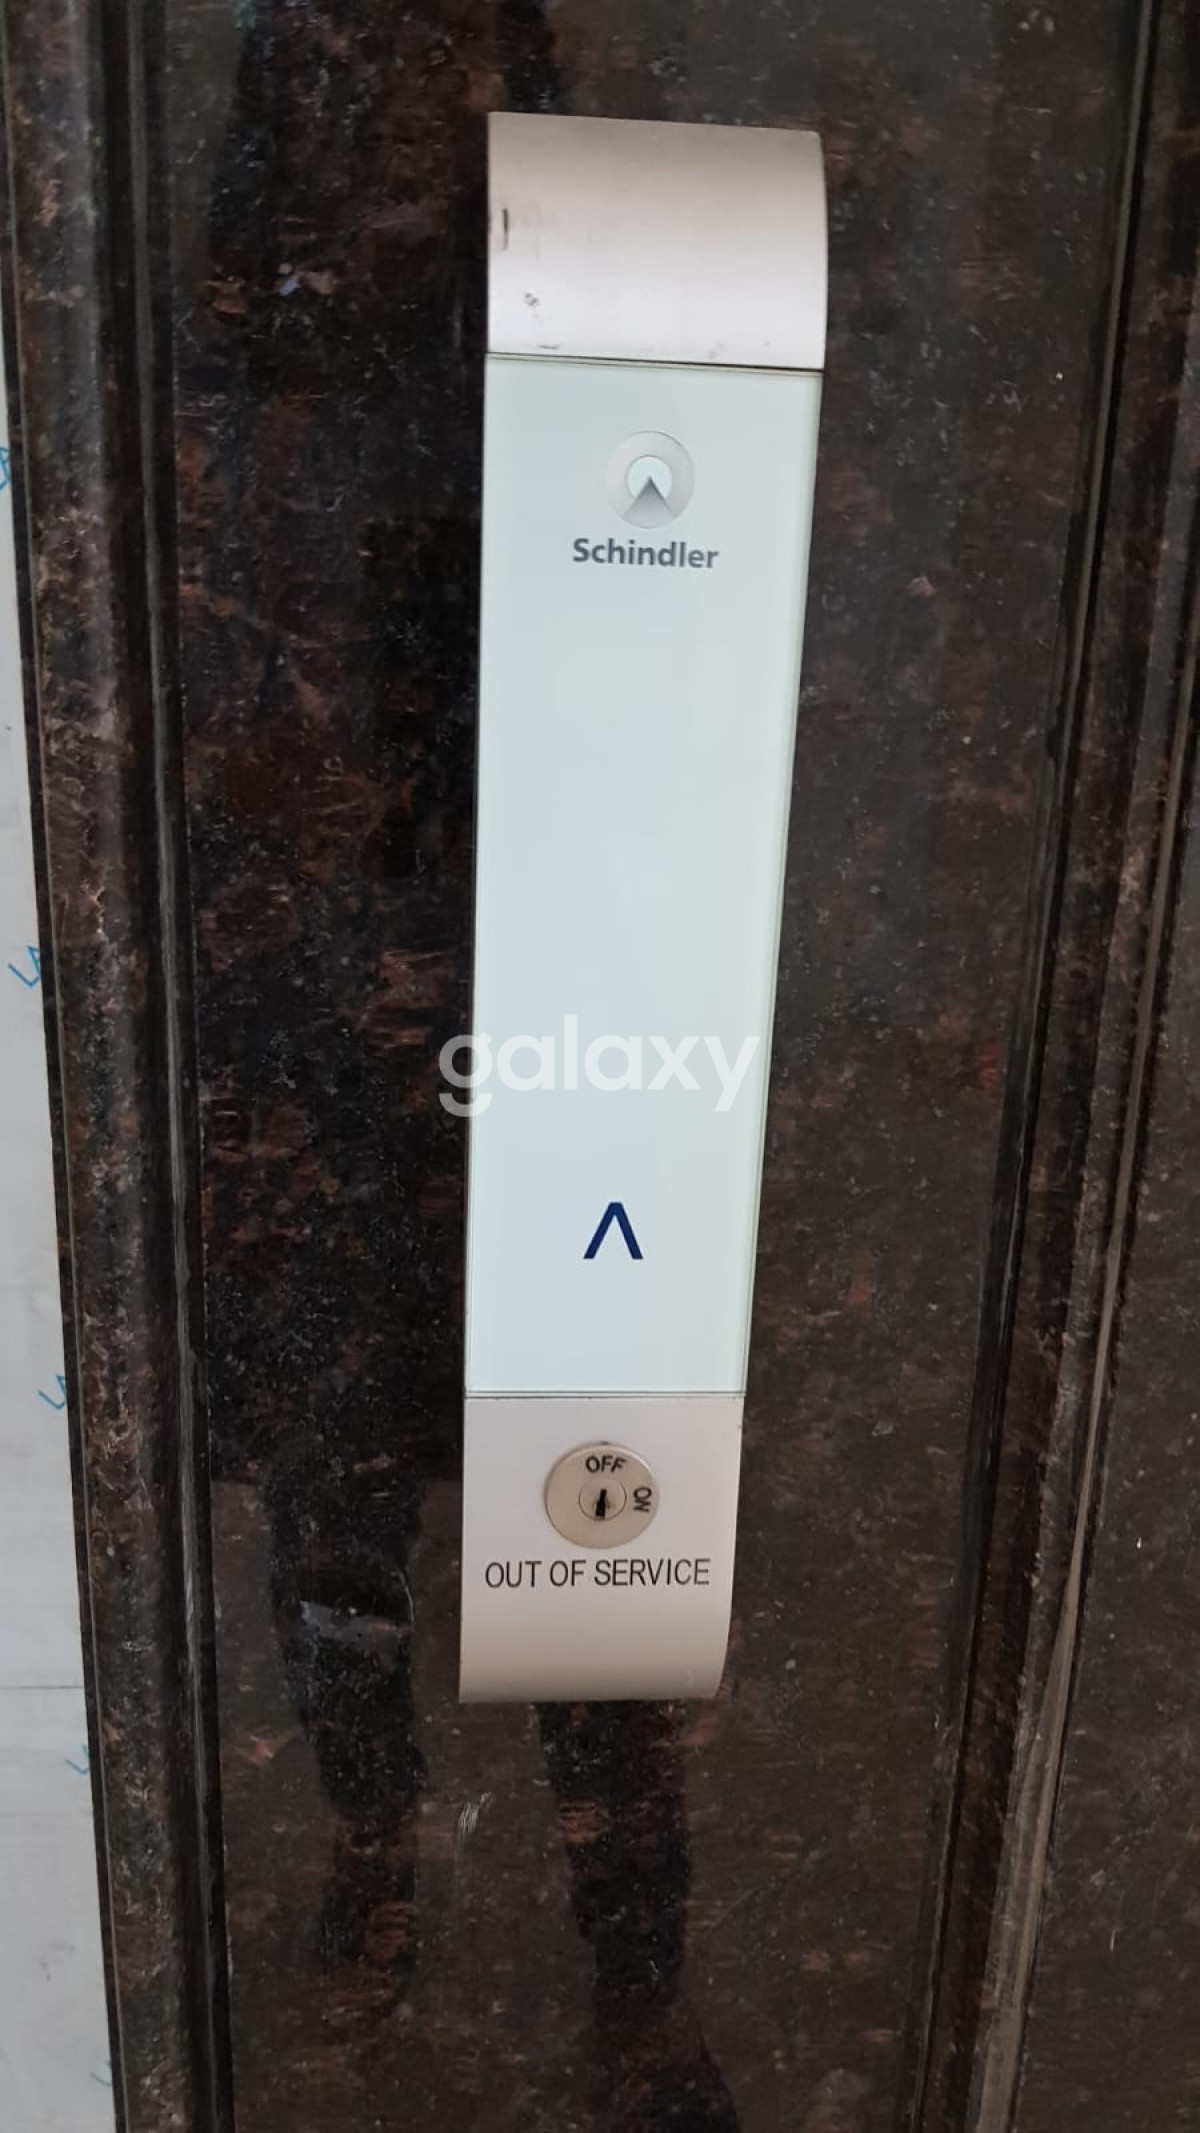 Schindler
galaxy
OFF
ON
OUT OF SERVICE